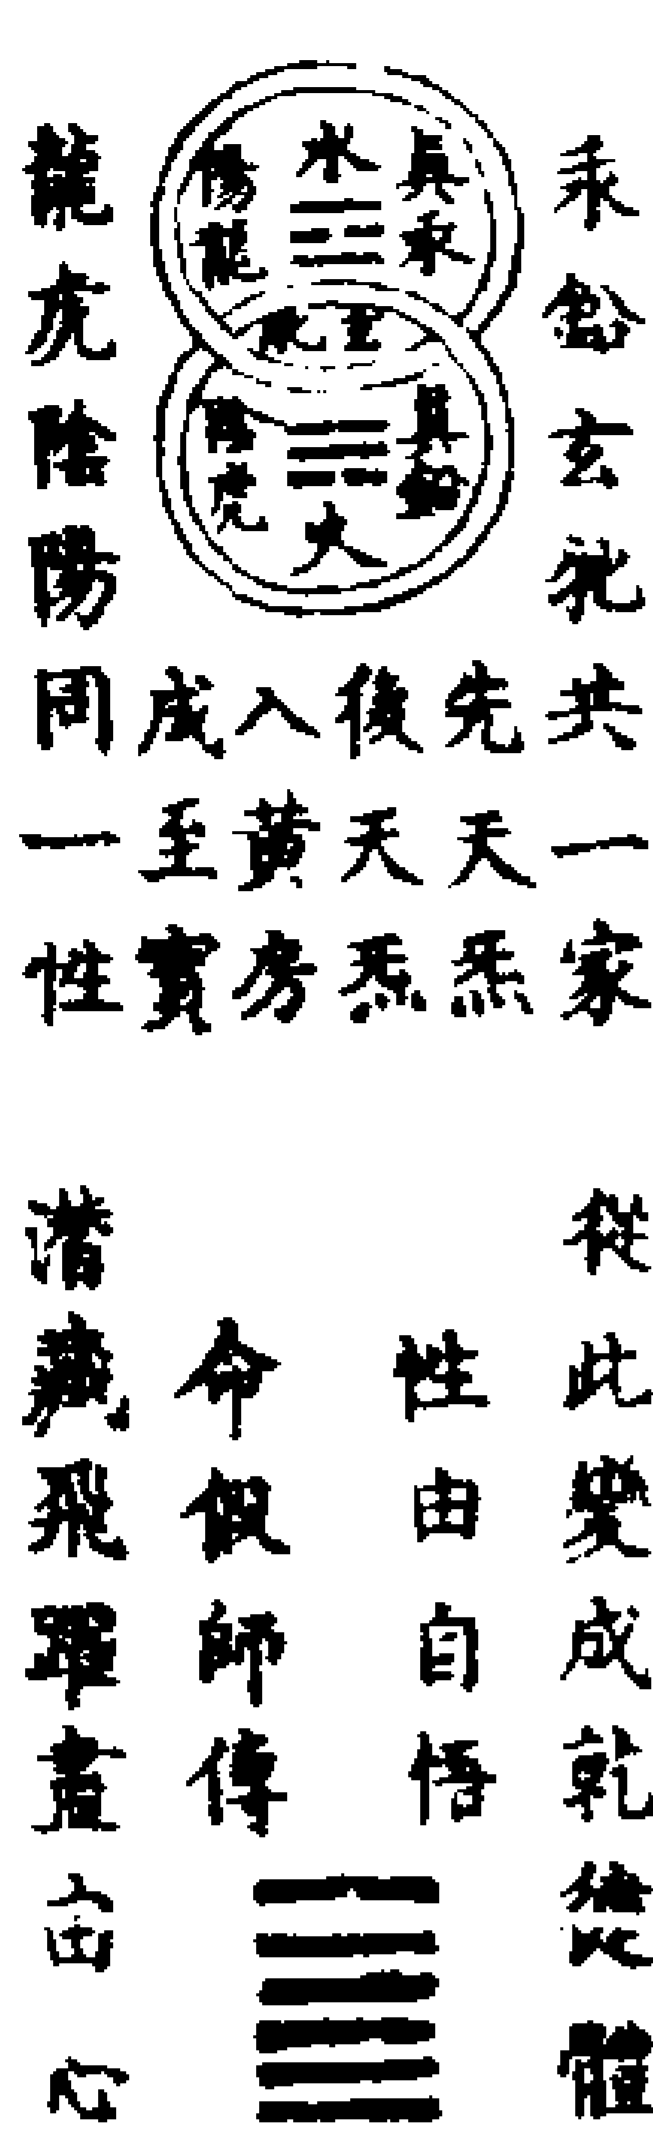 汞鉛玄牝共一家
水
真汞
陽龍
真鉛
陰虎
火
先天炁
後天炁
入黃房
成至寶
龍虎陰陽同一性
從此變成乾健體
性由自悟
命假師傳
潛藏飛躍盡由心